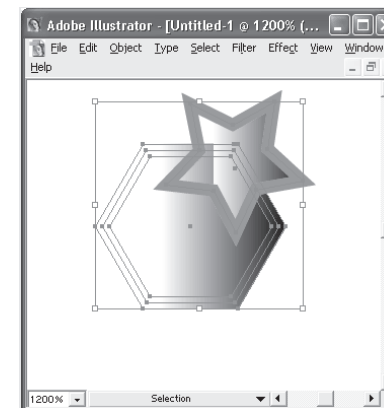 Adobe Illustrator - [Untitled-1 @ 1200% (...
File Edit Object Type Select Filter Effect View Window
Help
1200% Selection